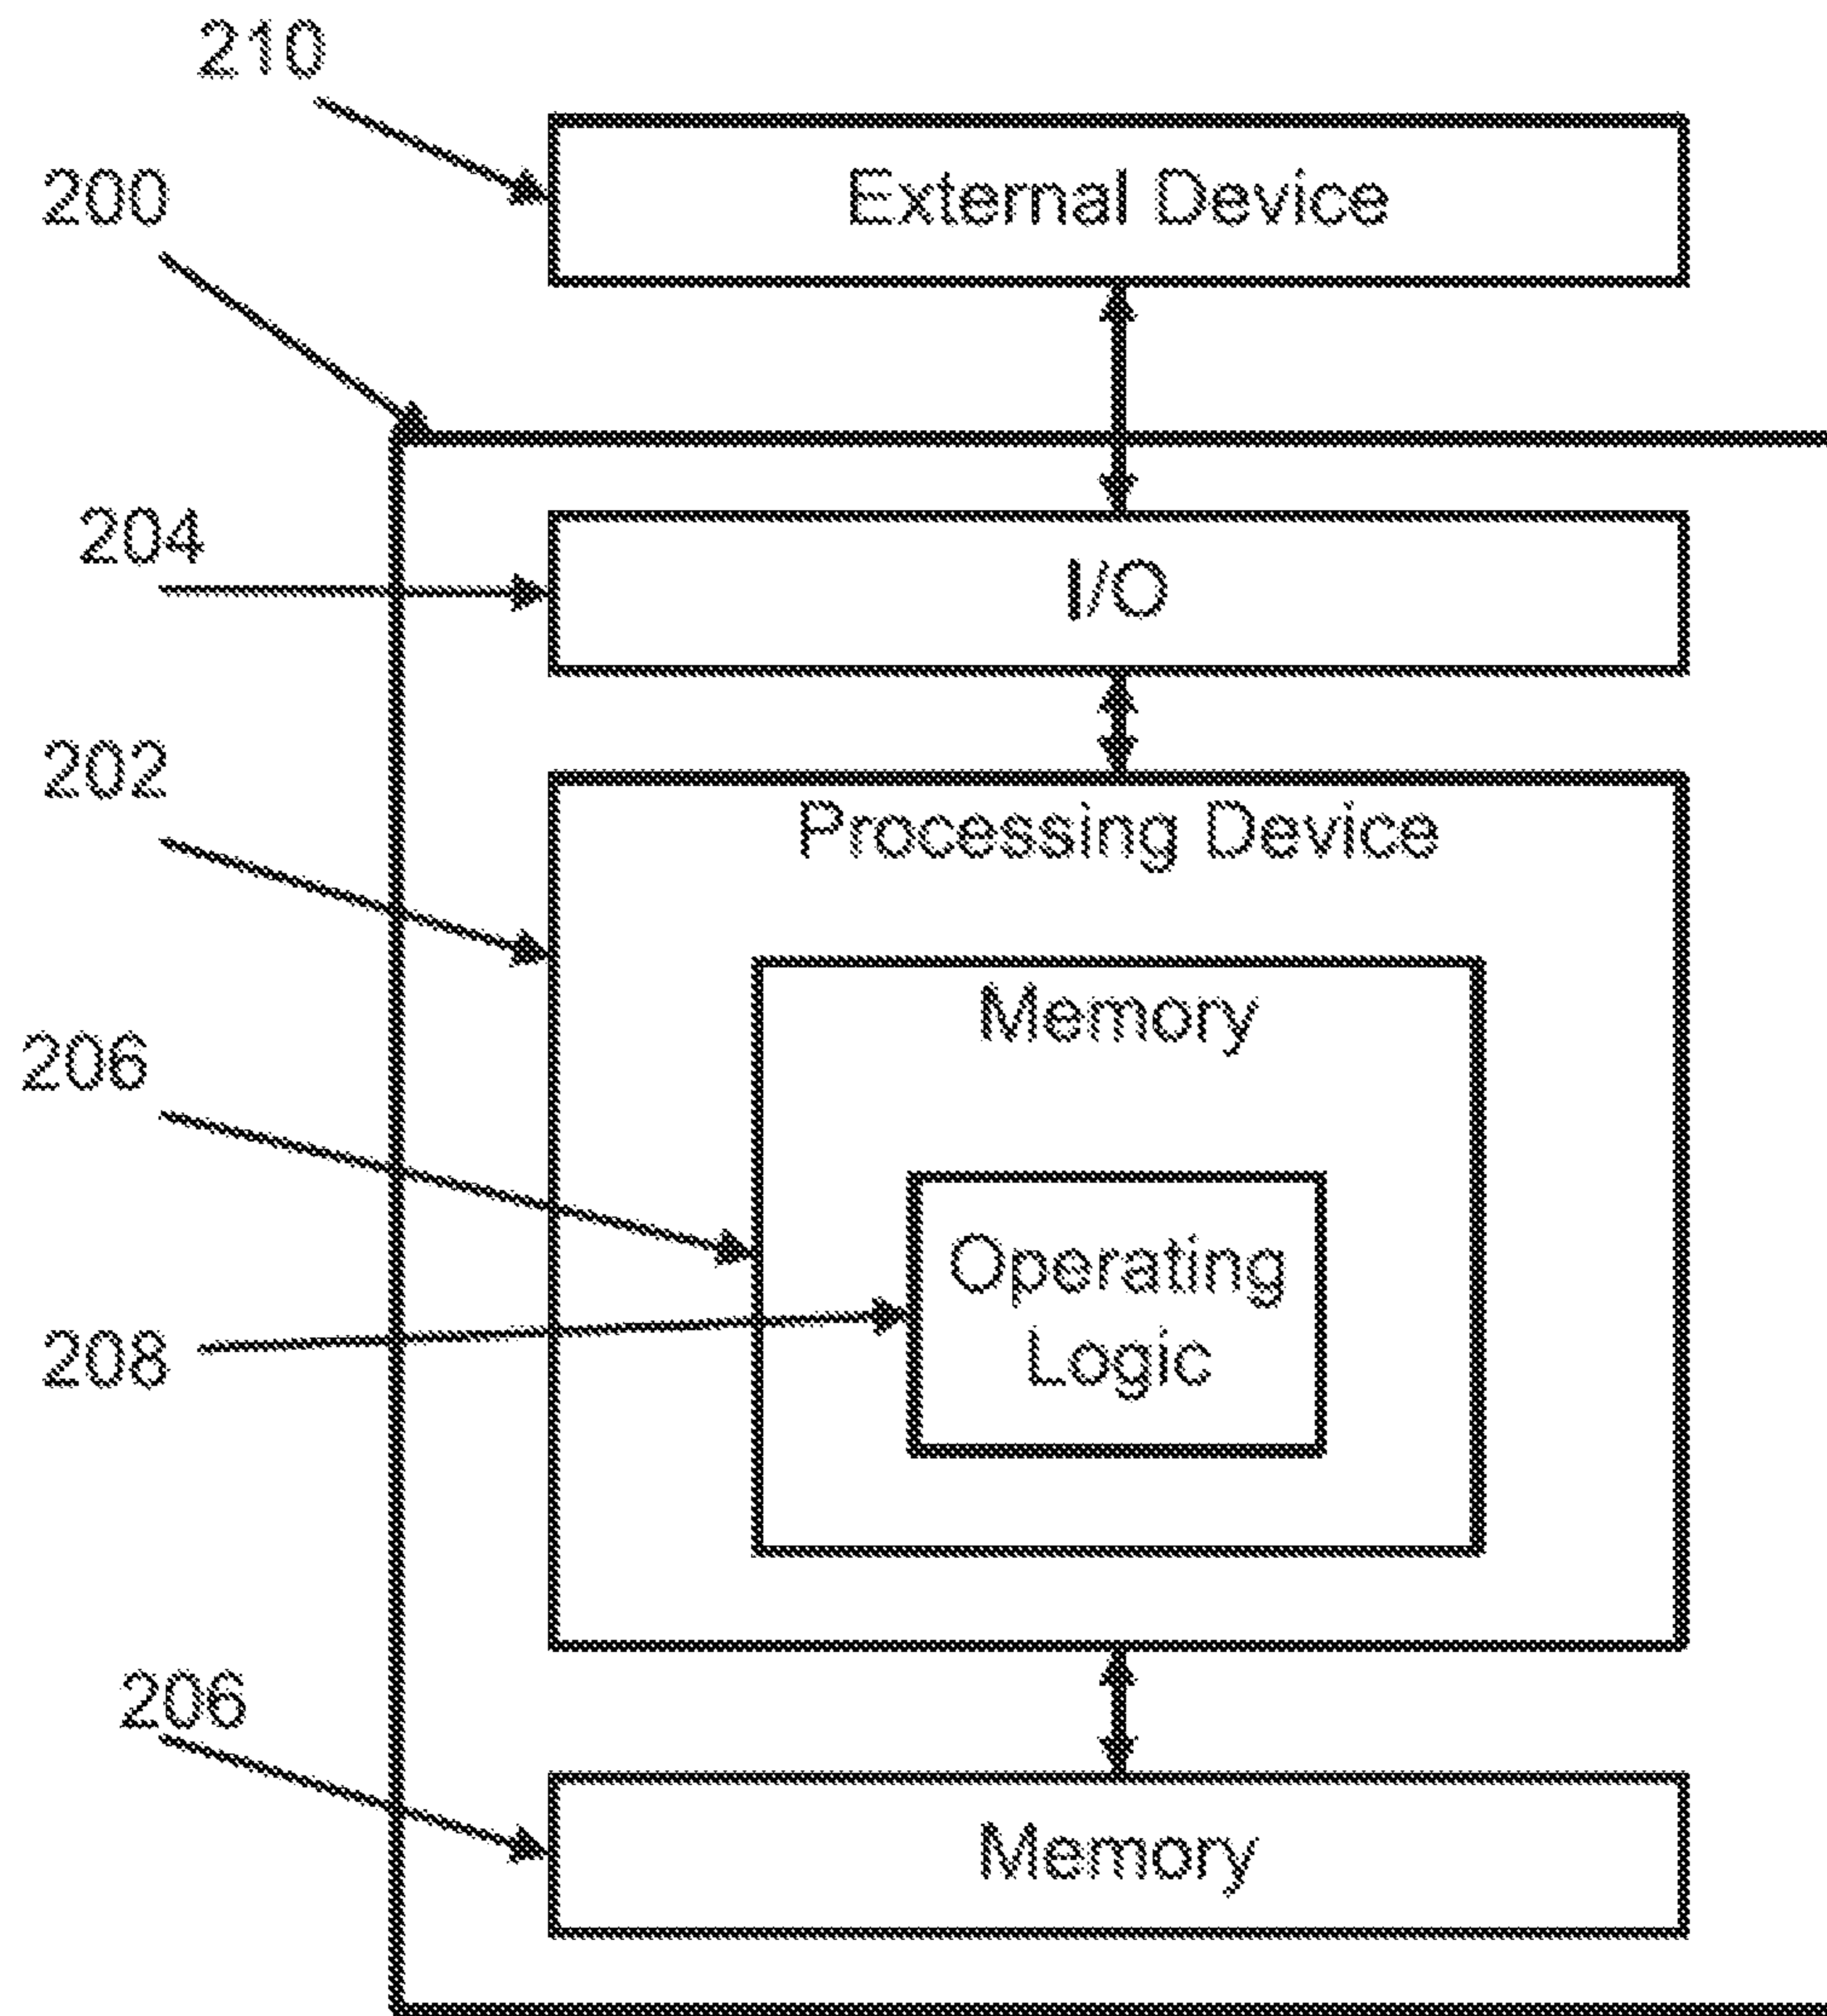 210
External Device
200
204
I/O
202
Processing Device
Memory
206
Operating
Logic
208
206
Memory